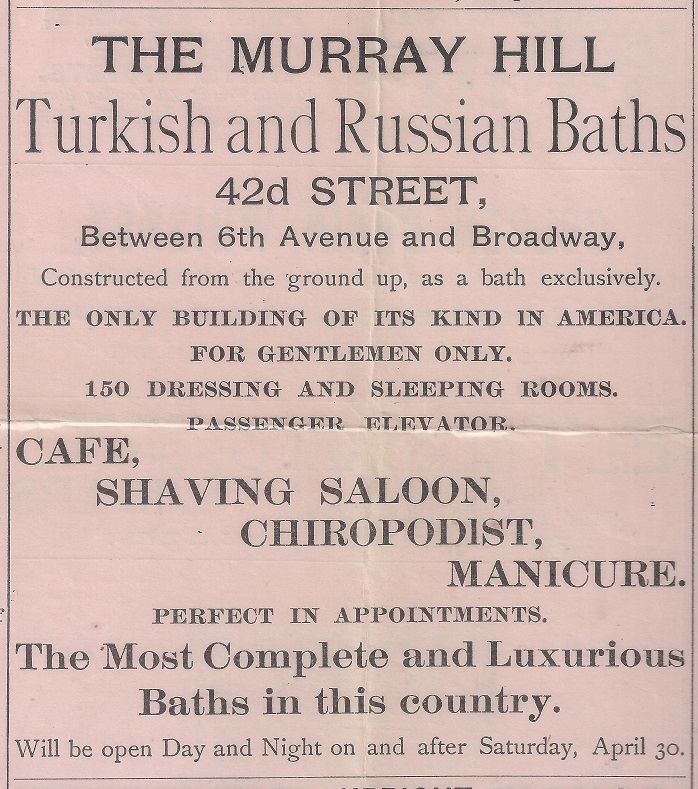 THE MURRAY HILL
Turkish and Russian Baths
42d STREET,
Between 6th Avenue and Broadway,
Constructed from the ground up, as a bath exclusively.
THE ONLY BUILDING OF ITS KIND IN AMERICA.
FOR GENTLEMEN ONLY.
150 DRESSING AND SLEEPING ROOMS.
PASSENGER ELEVATOR.
CAFE,
SHAVING SALOON,
CHIROPODIST,
MANICURE.
PERFECT IN APPOINTMENTS.
The Most Complete and Luxurious
Baths in this country.
Will be open Day and Night on and after Saturday, April 30.